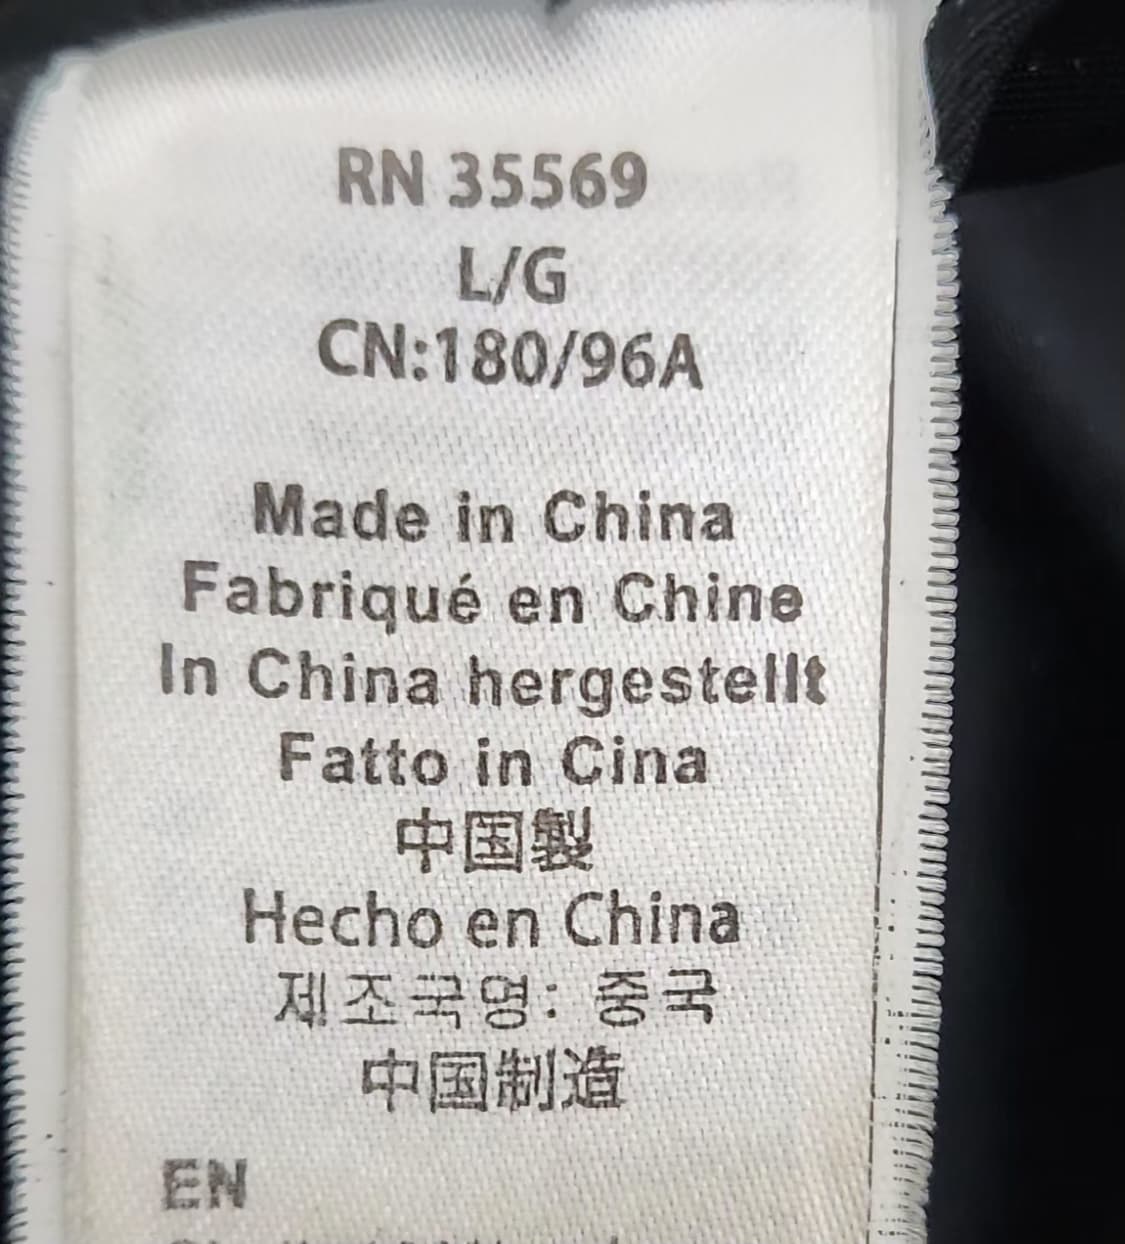 RN 35569
L/G
CN:180/96A
Made in China
Fabriqué en Chine
In China hergestellt
Fatto in Cina
中国製
Hecho en China
제조국명: 중국
中国制造
EN